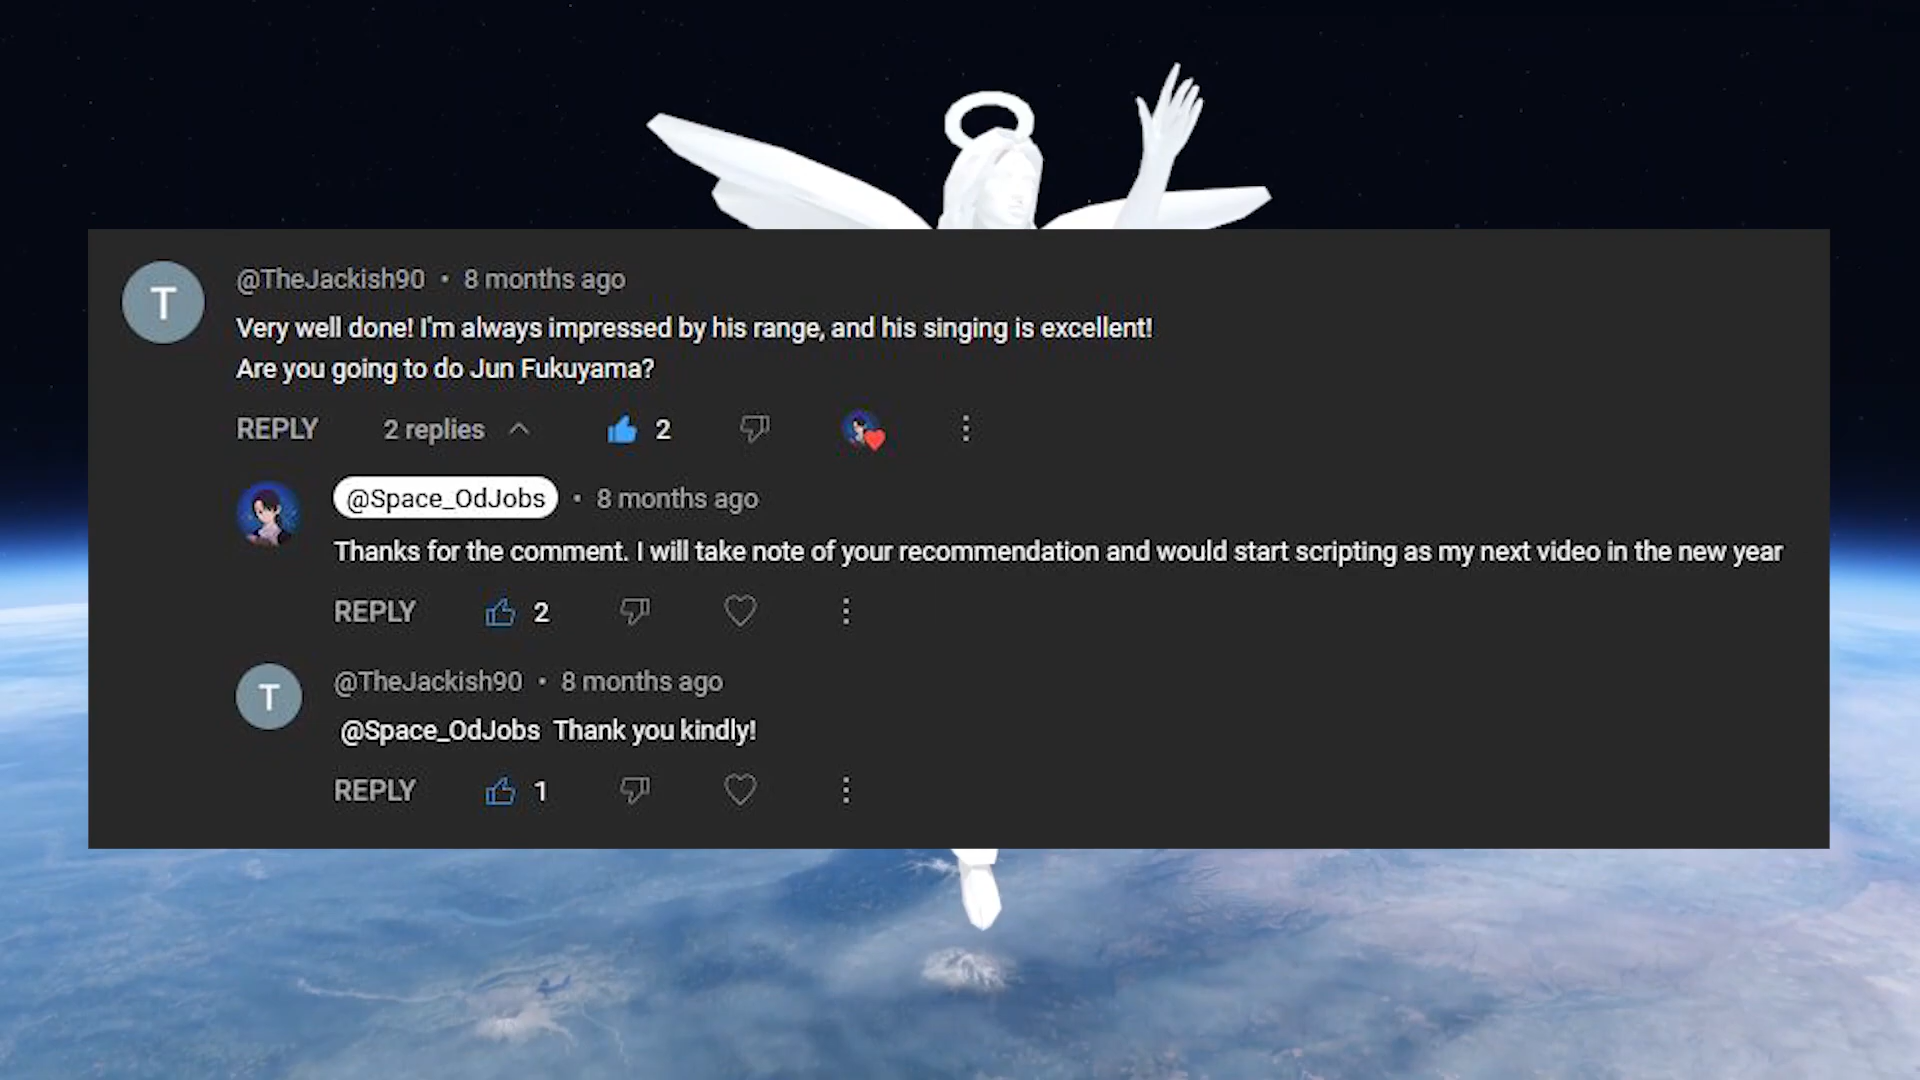 T
@TheJackish90 • 8 months ago
Very well done! I'm always impressed by his range, and his singing is excellent!
Are you going to do Jun Fukuyama?
REPLY 2 replies 2
@Space_OdJobs • 8 months ago
Thanks for the comment. I will take note of your recommendation and would start scripting as my next video in the new year
REPLY 2
T
@TheJackish90 • 8 months ago
@Space_OdJobs Thank you kindly!
REPLY 1